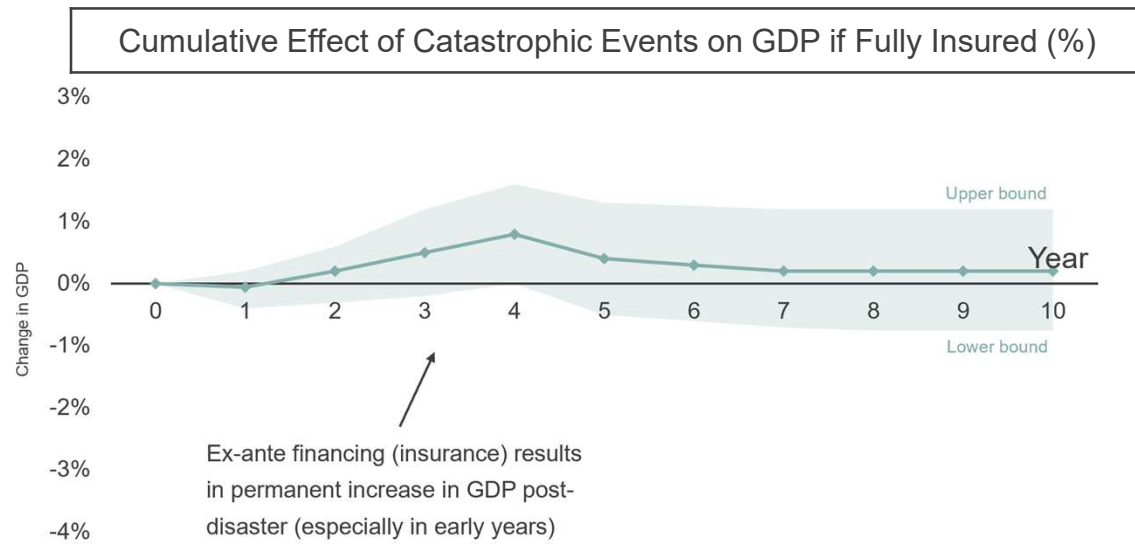 Cumulative Effect of Catastrophic Events on GDP if Fully Insured (%)
3%
2%
1%
0%
-1%
-2%
-3%
-4%
Change in GDP
Upper bound
Year
0 1 2 3 4 5 6 7 8 9 10
Lower bound
Ex-ante financing (insurance) results
in permanent increase in GDP post-
disaster (especially in early years)